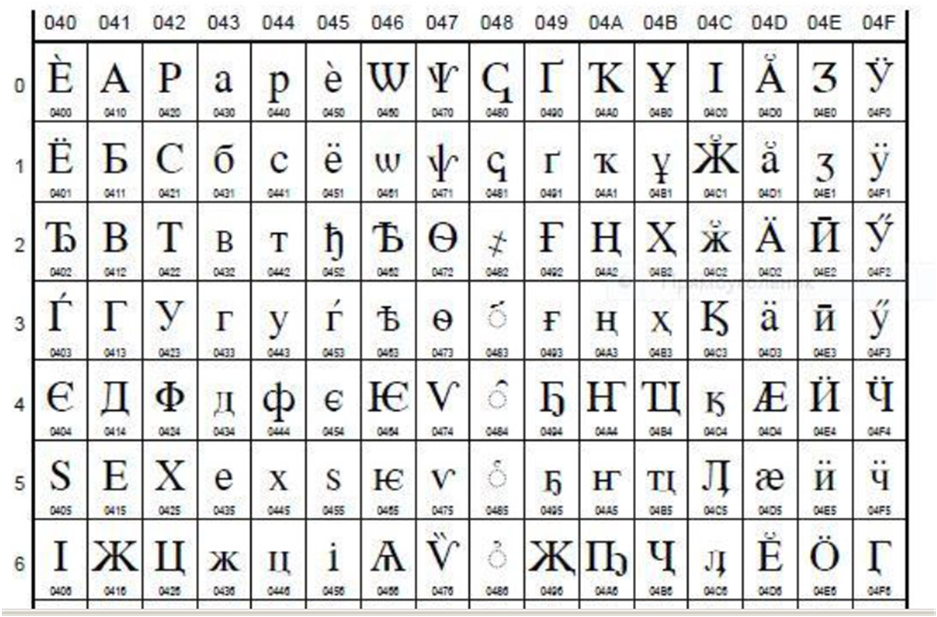 040 041 042 043 044 045 046 047 048 049 04A 04B 04C 04D 04E 04F
0 Ѐ А Р а р ѐ Ѡ Ѱ Ҁ Ґ Ҡ Ұ Ӏ Ӑ Ӡ Ӱ
0400 0410 0420 0430 0440 0450 0460 0470 0480 0490 04A0 04B0 04C0 04D0 04E0 04F0
1 Ё Б С б с ё ѡ ѱ ҁ ґ ҡ ұ Ӂ ӑ ӡ ӱ
0401 0411 0421 0431 0441 0451 0461 0471 0481 0491 04A1 04B1 04C1 04D1 04E1 04F1
2 Ђ В Т в т ђ Ѣ Ѳ ҂ Ғ Ң Ҳ ӂ Ӓ Ӣ Ӳ
0402 0412 0422 0432 0442 0452 0462 0472 0482 0492 04A2 04B2 04C2 04D2 04E2 04F2
3 Ѓ Г У г у ѓ ѣ ѳ ◌҃ ғ ң ҳ Ӄ ӓ ӣ ӳ
0403 0413 0423 0433 0443 0453 0463 0473 0483 0493 04A3 04B3 04C3 04D3 04E3 04F3
4 Є Д Ф д ф є Ѥ Ѵ ◌҄ Ҕ Ҥ Ҵ ӄ Ӕ Ӥ Ӵ
0404 0414 0424 0434 0444 0454 0464 0474 0484 0494 04A4 04B4 04C4 04D4 04E4 04F4
5 Ѕ Е Х е х ѕ ѥ ѵ ◌҅ ҕ ҥ ҵ Ӆ ӕ ӥ ӵ
0405 0415 0425 0435 0445 0455 0465 0475 0485 0495 04A5 04B5 04C5 04D5 04E5 04F5
6 І Ж Ц ж ц і Ѧ Ѷ ◌҆ Җ Ҧ Ҷ ӆ Ӗ Ӧ Ӷ
0406 0416 0426 0436 0446 0456 0466 0476 0486 0496 04A6 04B6 04C6 04D6 04E6 04F6